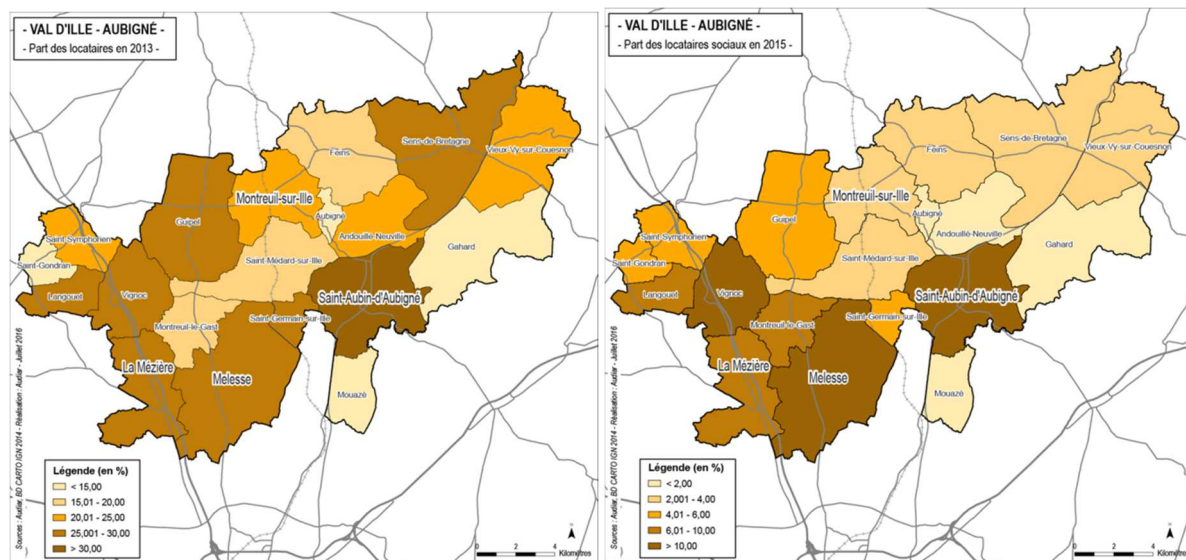 - VAL D'ILLE - AUBIGNÉ -
- Part des locataires en 2013 -
Sens-de-Bretagne
Vieux-Vy-sur-Couesnon
Feins
Montreuil-sur-Ille
Aubigné
Guipel
Andouillé-Neuville
Gahard
Saint-Symphorien
Saint-Médard-sur-Ille
Saint-Gondran
Langouet
Vignoc
Saint-Aubin-d'Aubigné
Saint-Germain-sur-Ille
Montreuil-le-Gast
La Mézière
Melesse
Mouazé
Légende (en %)
< 15,00
15,01 - 20,00
20,01 - 25,00
25,001 - 30,00
> 30,00
Sources : Audiar, BD CARTO IGN 2014 - Réalisation : Audiar - Juillet 2016
N
0 2 4
Kilomètres
- VAL D'ILLE - AUBIGNÉ -
- Part des locataires sociaux en 2015 -
Sens-de-Bretagne
Vieux-Vy-sur-Couesnon
Feins
Montreuil-sur-Ille
Aubigné
Guipel
Andouillé-Neuville
Gahard
Saint-Symphorien
Saint-Médard-sur-Ille
Saint-Gondran
Langouet
Vignoc
Saint-Aubin-d'Aubigné
Saint-Germain-sur-Ille
Montreuil-le-Gast
La Mézière
Melesse
Mouazé
Légende (en %)
< 2,00
2,001 - 4,00
4,01 - 6,00
6,01 - 10,00
> 10,00
Sources : Audiar, BD CARTO IGN 2014 - Réalisation : Audiar - Juillet 2016
N
0 2 4
Kilomètres